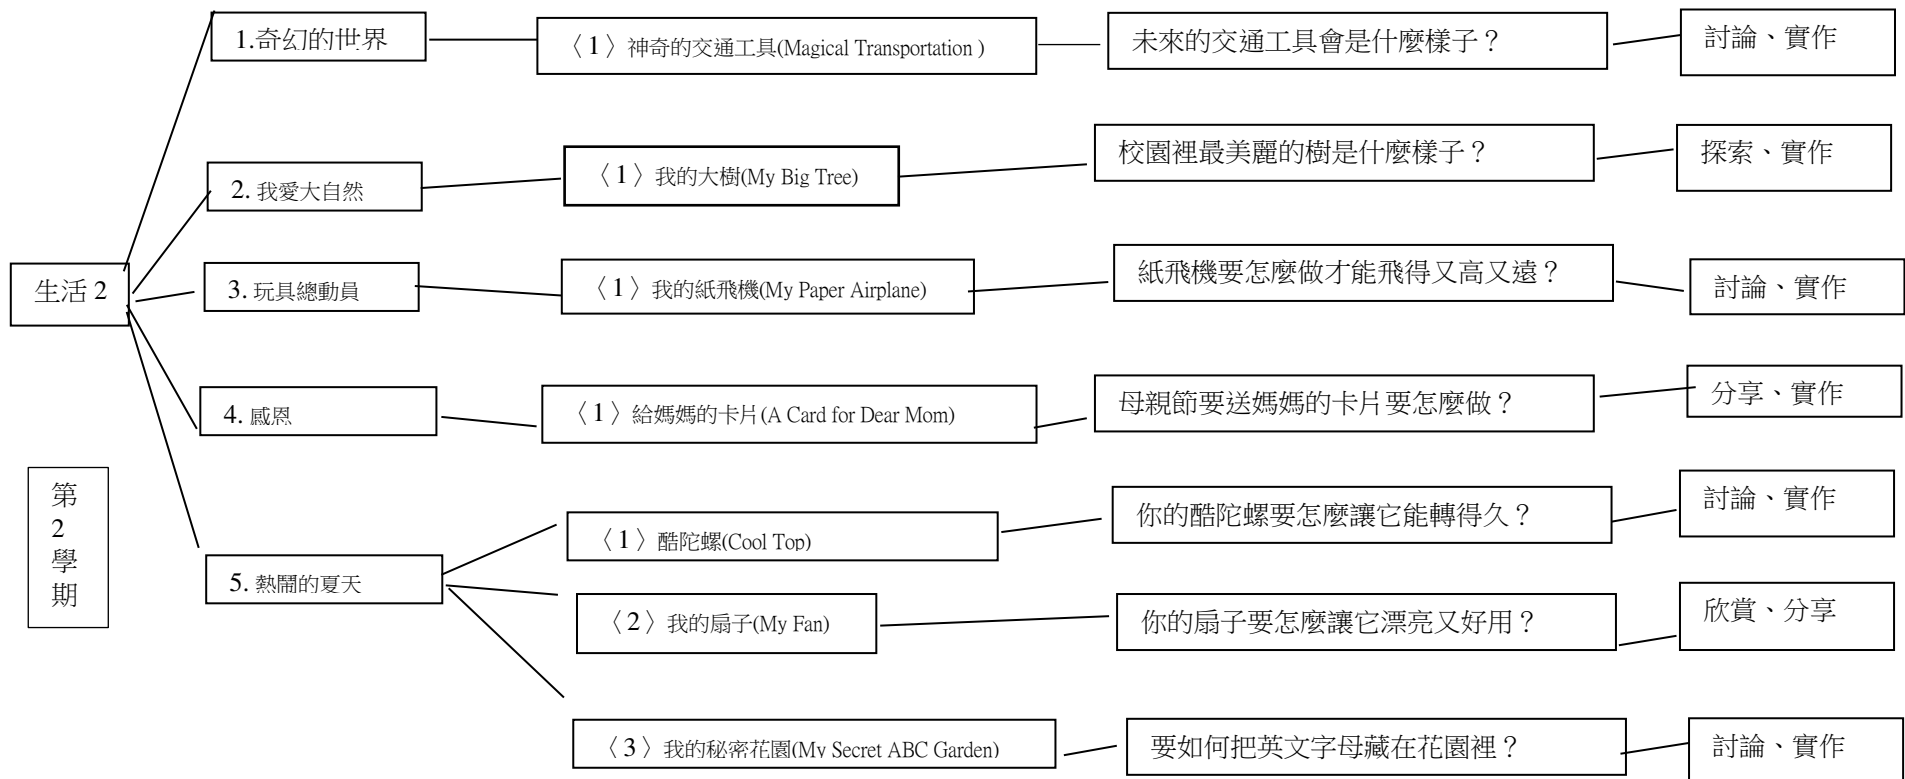 1.奇幻的世界
〈1〉神奇的交通工具(Magical Transportation )
未來的交通工具會是什麼樣子？
討論、實作
2. 我愛大自然
〈1〉我的大樹(My Big Tree)
校園裡最美麗的樹是什麼樣子？
探索、實作
生活 2
3. 玩具總動員
〈1〉我的紙飛機(My Paper Airplane)
紙飛機要怎麼做才能飛得又高又遠？
討論、實作
4. 感恩
〈1〉給媽媽的卡片(A Card for Dear Mom)
母親節要送媽媽的卡片要怎麼做？
分享、實作
第
2
學
期
5. 熱鬧的夏天
〈1〉酷陀螺(Cool Top)
你的酷陀螺要怎麼讓它能轉得久？
討論、實作
〈2〉我的扇子(My Fan)
你的扇子要怎麼讓它漂亮又好用？
欣賞、分享
〈3〉我的秘密花園(My Secret ABC Garden)
要如何把英文字母藏在花園裡？
討論、實作